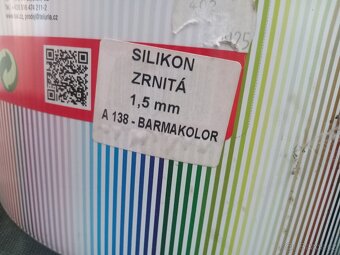 SILIKON
ZRNITÁ
1,5 mm
A 138 - BARMAKOLOR